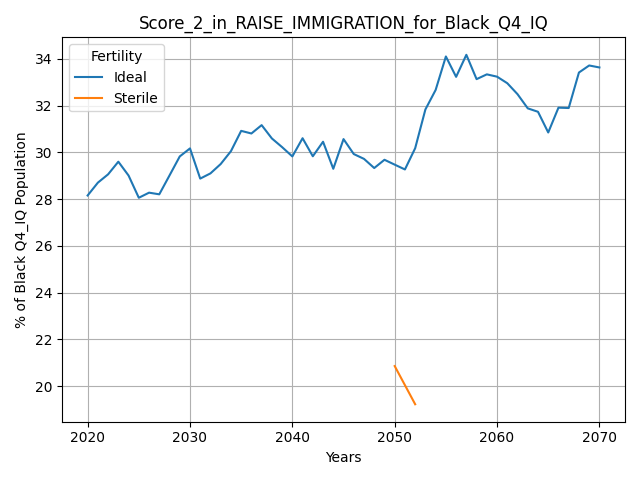 Score_2_in_RAISE_IMMIGRATION_for_Black_Q4_IQ
Fertility
Ideal
Sterile
34
32
30
28
26
24
22
20
% of Black Q4_IQ Population
2020 2030 2040 2050 2060 2070
Years